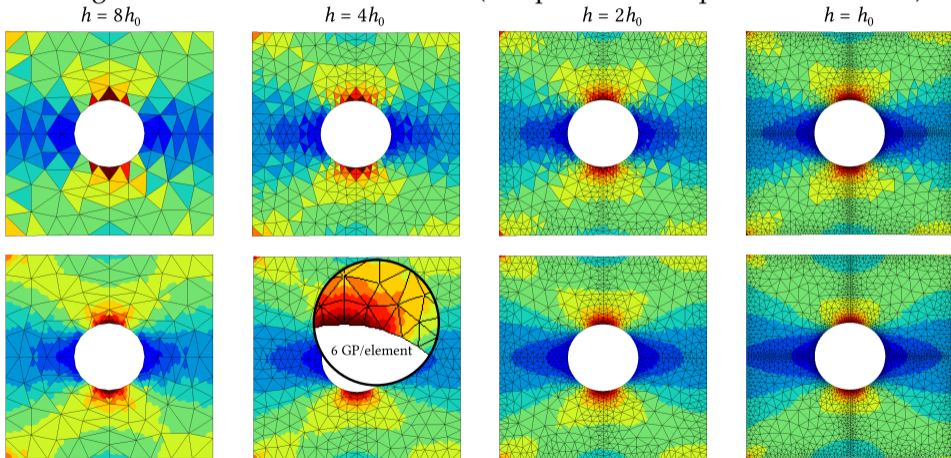 h = 8h₀
h = 4h₀
h = 2h₀
h = h₀
6 GP/element